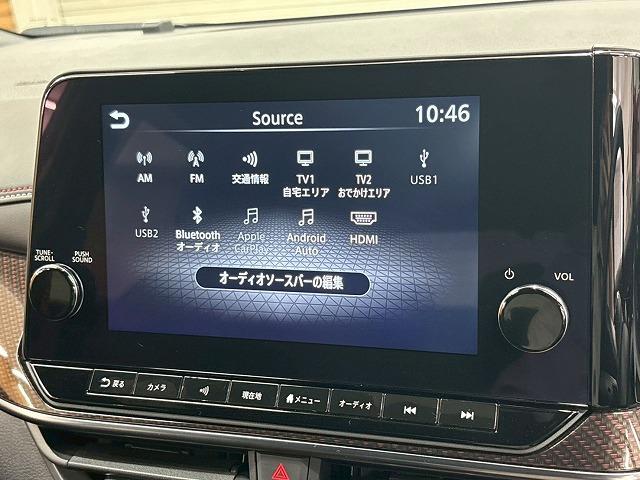 Source
10:46
AM
FM
交通情報
TV1
自宅エリア
TV2
おでかけエリア
USB1
USB2
Bluetooth
オーディオ
Apple
CarPlay
Android
Auto
HDMI
オーディオソースバーの編集
TUNE·
SCROLL
PUSH
SOUND
VOL
戻る
カメラ
現在地
メニュー
オーディオ